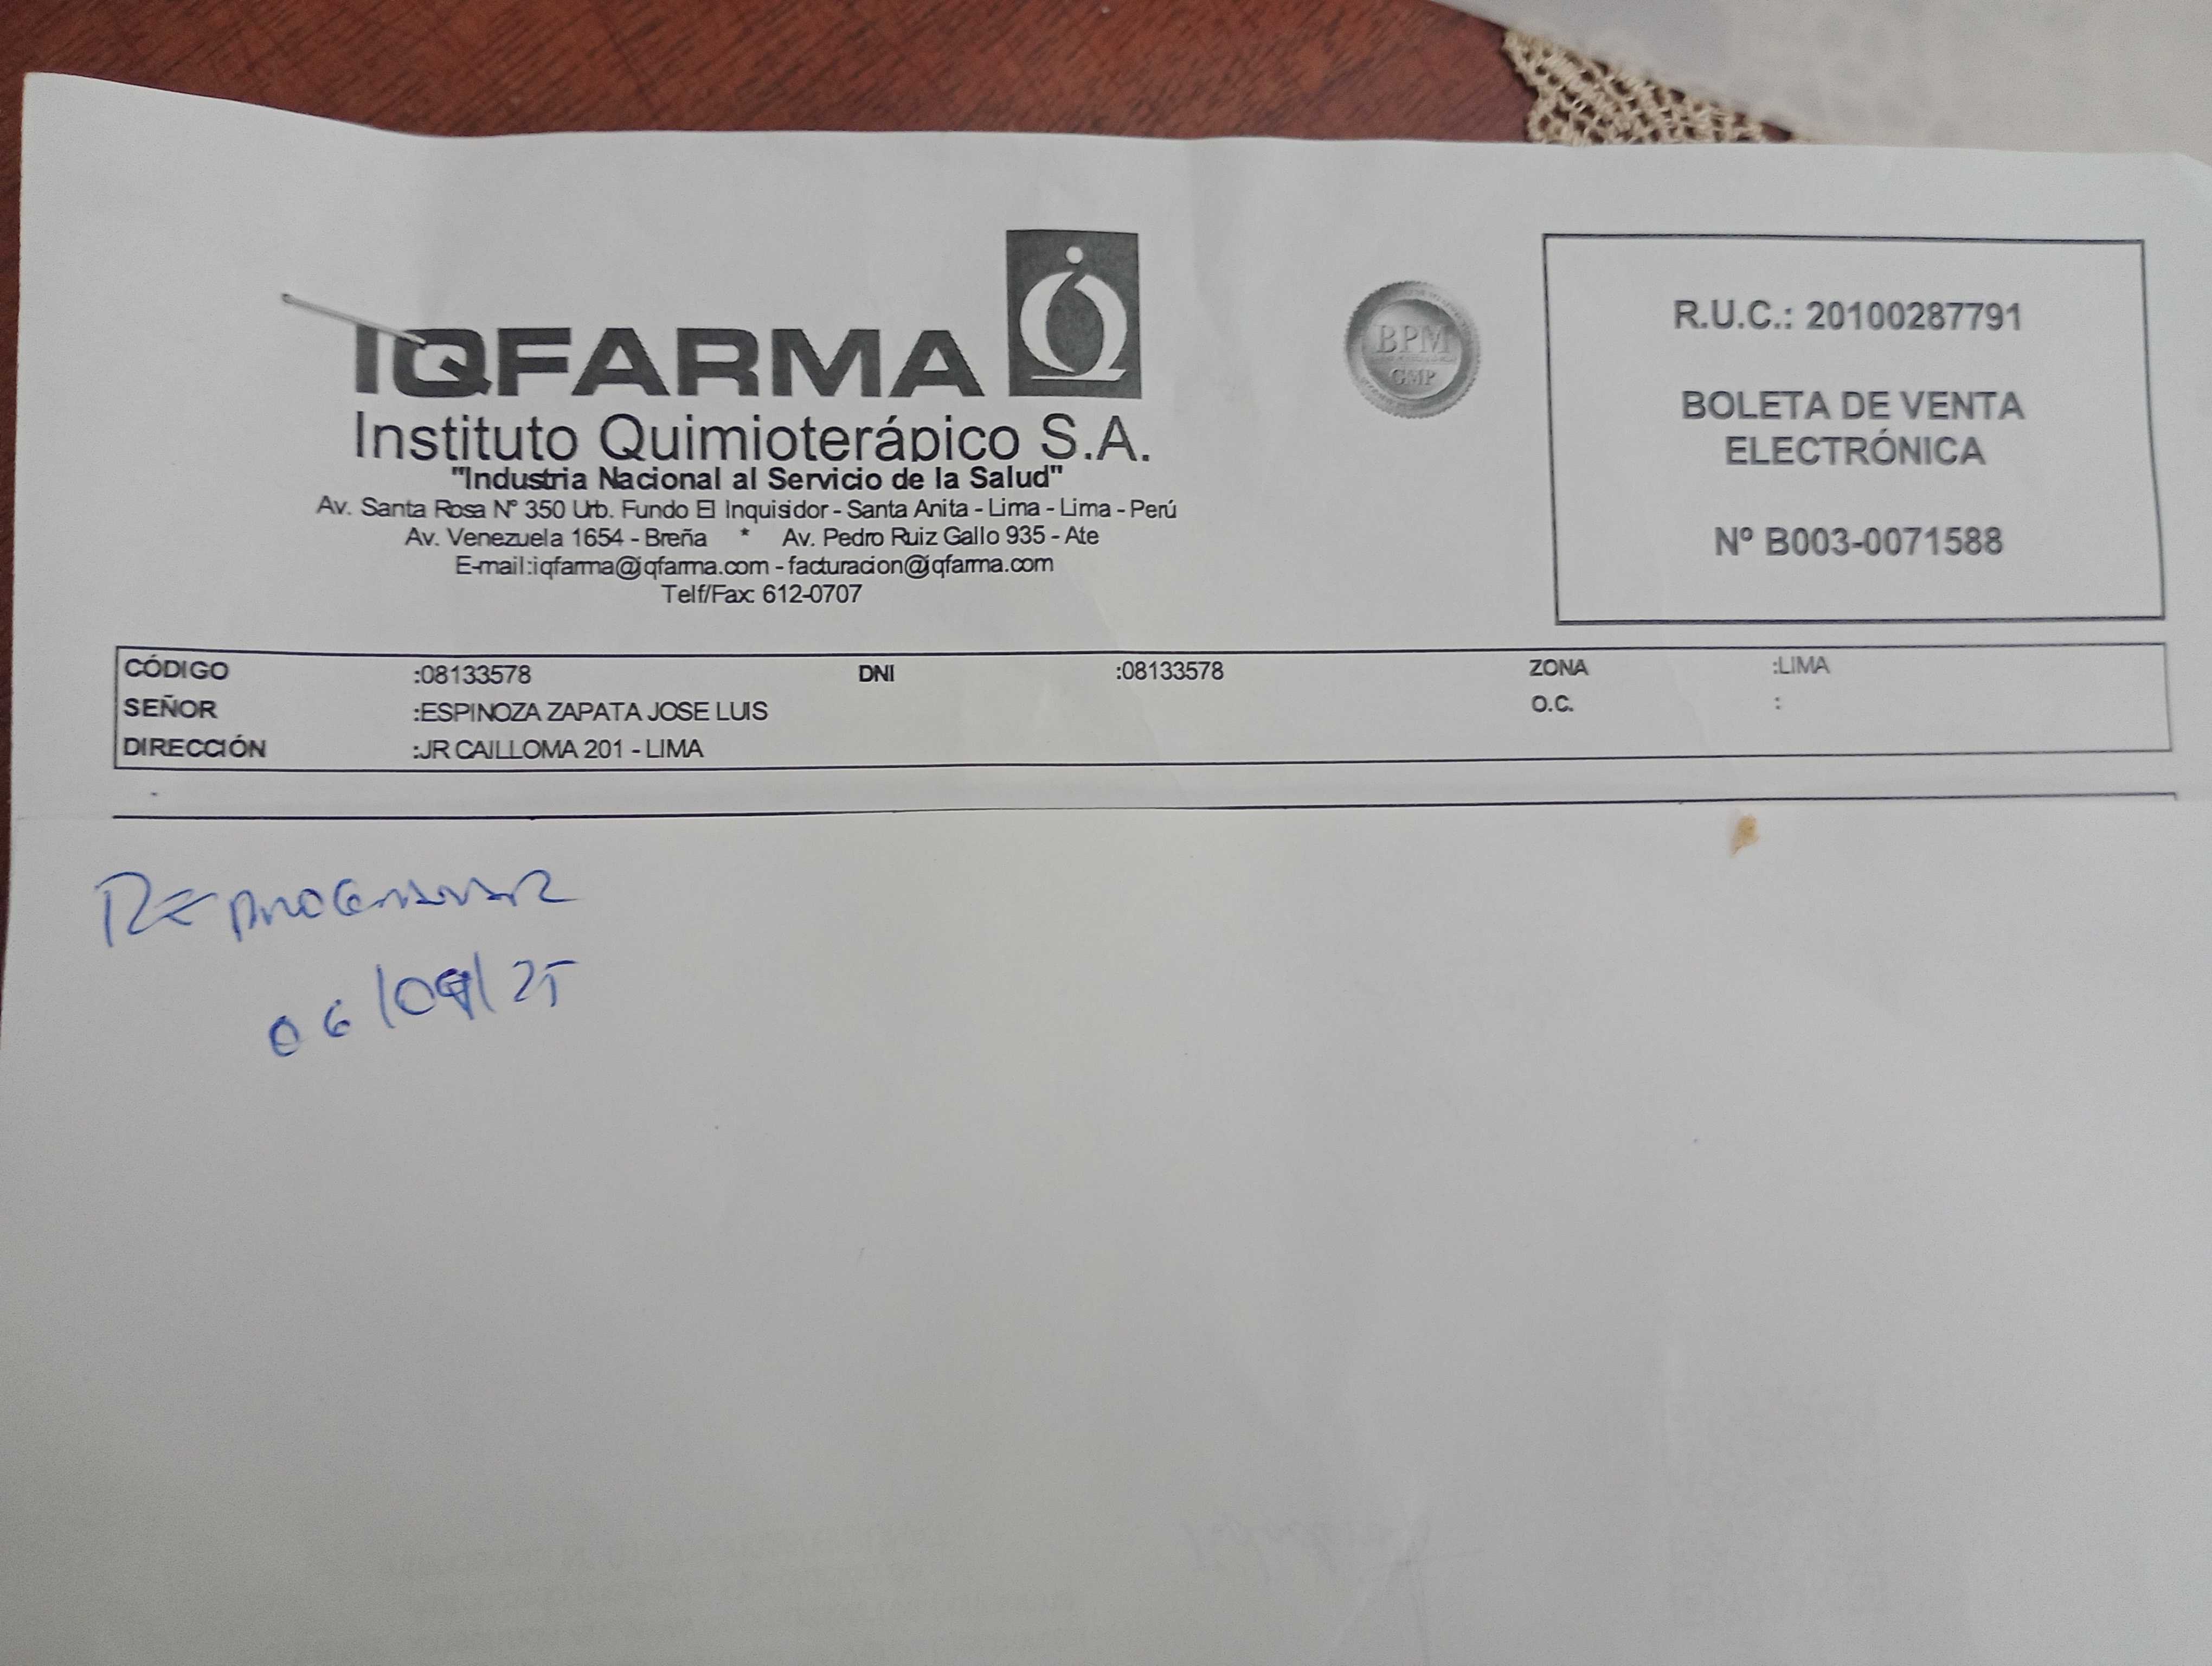 IQFARMA
Instituto Quimioterápico S.A.
"Industria Nacional al Servicio de la Salud"
Av. Santa Rosa Nº 350 Urb. Fundo El Inquisidor - Santa Anita - Lima - Lima - Perú
Av. Venezuela 1654 - Breña * Av. Pedro Ruiz Gallo 935 - Ate
E-mail:iqfarma@iqfarma.com - facturacion@iqfarma.com
Telf/Fax: 612-0707
BPM
GMP
R.U.C.: 20100287791
BOLETA DE VENTA
ELECTRÓNICA
Nº B003-0071588
CÓDIGO :08133578 DNI :08133578 ZONA :LIMA
SEÑOR :ESPINOZA ZAPATA JOSE LUIS O.C. :
DIRECCIÓN :JR CAILLOMA 201 - LIMA
REPROGRAMAR
06/09/25